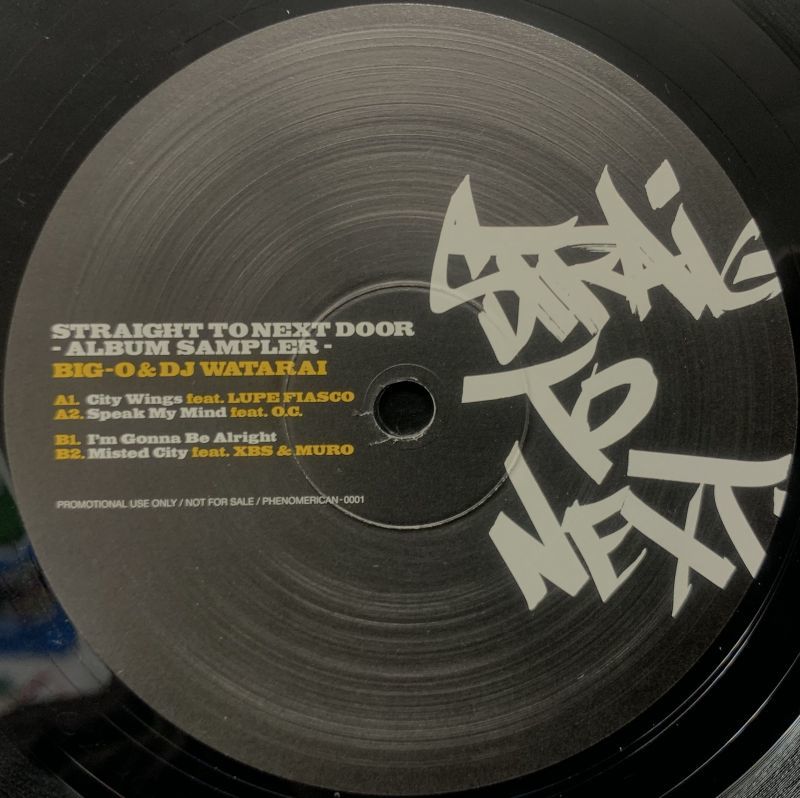 STRAIGHT TO NEXT DOOR
- ALBUM SAMPLER -
BIG-O & DJ WATARAI
A1. City Wings feat. LUPE FIASCO
A2. Speak My Mind feat. O.C.
B1. I'm Gonna Be Alright
B2. Misted City feat. XBS & MURO
PROMOTIONAL USE ONLY / NOT FOR SALE / PHENOMERICAN-0001
STRAIG
TO
NEXT